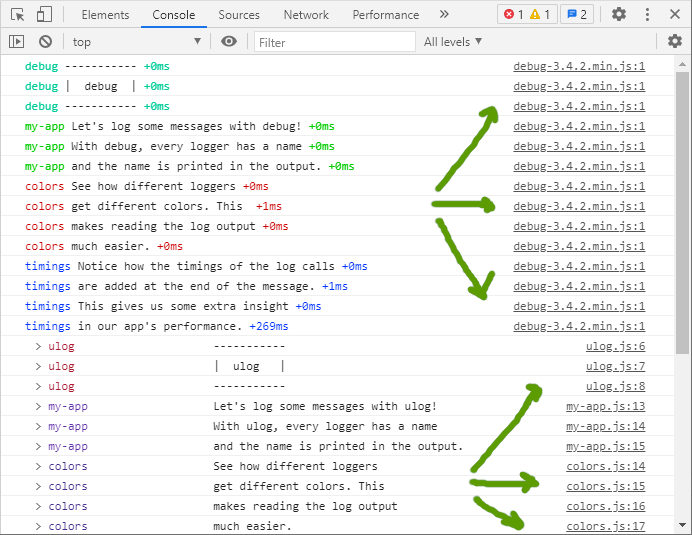 Elements Console Sources Network Performance » 1 1 2
top Filter All levels
debug ----------- +0ms debug-3.4.2.min.js:1
debug | debug | +0ms debug-3.4.2.min.js:1
debug ----------- +0ms debug-3.4.2.min.js:1
my-app Let's log some messages with debug! +0ms debug-3.4.2.min.js:1
my-app With debug, every logger has a name +0ms debug-3.4.2.min.js:1
my-app and the name is printed in the output. +0ms debug-3.4.2.min.js:1
colors See how different loggers +0ms debug-3.4.2.min.js:1
colors get different colors. This +1ms debug-3.4.2.min.js:1
colors makes reading the log output +0ms debug-3.4.2.min.js:1
colors much easier. +0ms debug-3.4.2.min.js:1
timings Notice how the timings of the log calls +0ms debug-3.4.2.min.js:1
timings are added at the end of the message. +1ms debug-3.4.2.min.js:1
timings This gives us some extra insight +0ms debug-3.4.2.min.js:1
timings in our app's performance. +269ms debug-3.4.2.min.js:1
> ulog ----------- ulog.js:6
> ulog | ulog | ulog.js:7
> ulog ----------- ulog.js:8
> my-app Let's log some messages with ulog! my-app.js:13
> my-app With ulog, every logger has a name my-app.js:14
> my-app and the name is printed in the output. my-app.js:15
> colors See how different loggers colors.js:14
> colors get different colors. This colors.js:15
> colors makes reading the log output colors.js:16
> colors much easier. colors.js:17